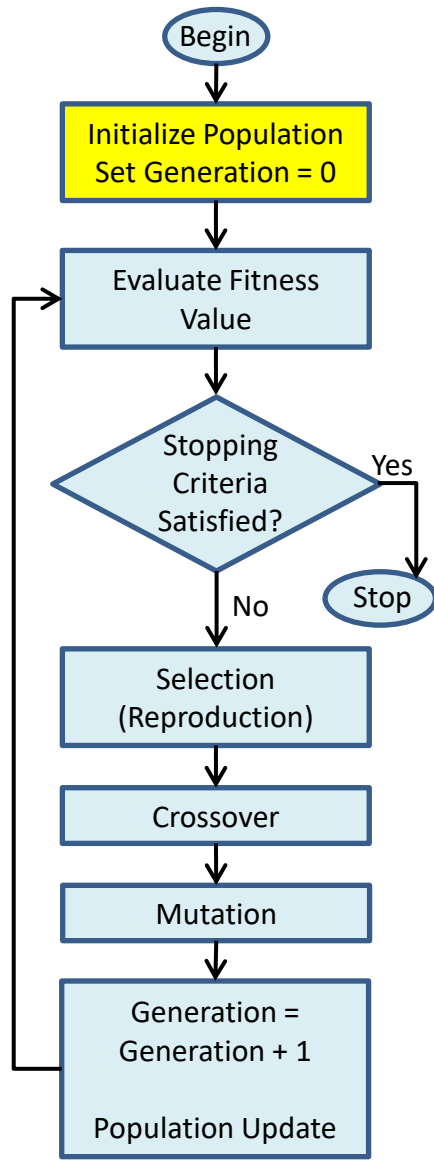 Begin
Initialize Population
Set Generation = 0
Evaluate Fitness
Value
Stopping
Criteria
Satisfied?
Yes
Stop
No
Selection
(Reproduction)
Crossover
Mutation
Generation =
Generation + 1
Population Update